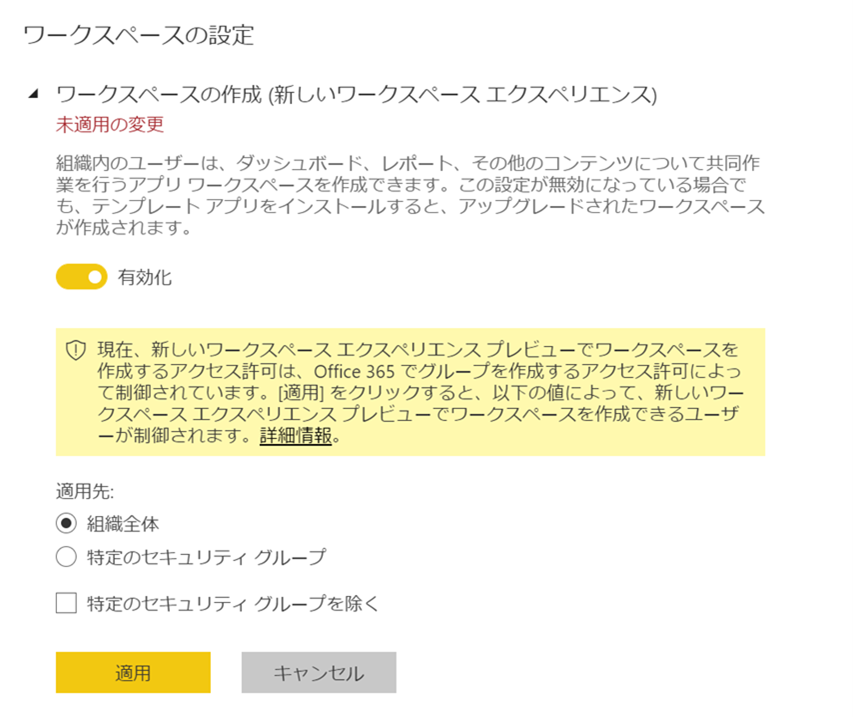 ワークスペースの設定
ワークスペースの作成 (新しいワークスペース エクスペリエンス)
未適用の変更
組織内のユーザーは、ダッシュボード、レポート、その他のコンテンツについて共同作
業を行うアプリ ワークスペースを作成できます。この設定が無効になっている場合で
も、テンプレート アプリをインストールすると、アップグレードされたワークスペース
が作成されます。
有効化
現在、新しいワークスペース エクスペリエンス プレビューでワークスペースを
作成するアクセス許可は、Office 365 でグループを作成するアクセス許可によっ
て制御されています。[適用] をクリックすると、以下の値によって、新しいワー
クスペース エクスペリエンス プレビューでワークスペースを作成できるユーザ
ーが制御されます。詳細情報。
適用先:
組織全体
特定のセキュリティ グループ
特定のセキュリティ グループを除く
適用
キャンセル